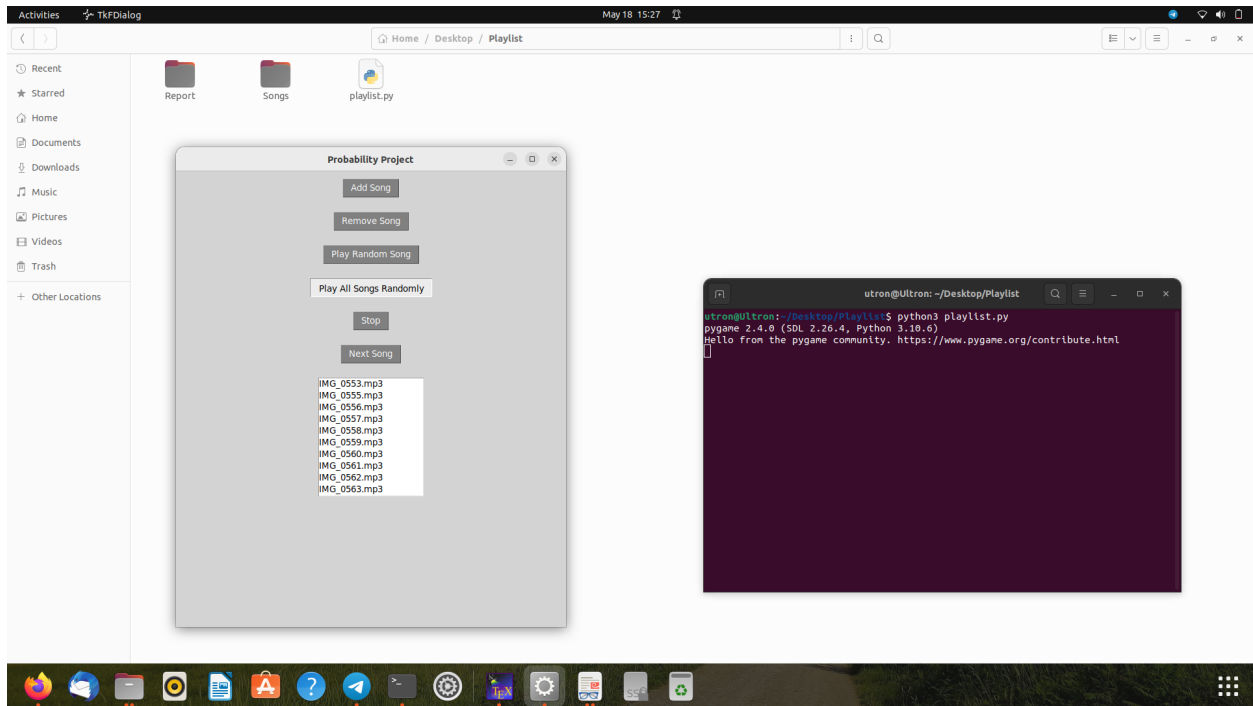 Activities TkFDialog May 18 15:27
Home / Desktop / Playlist
Recent
Starred
Home
Documents
Downloads
Music
Pictures
Videos
Trash
+ Other Locations
Report Songs playlist.py
Probability Project
Add Song
Remove Song
Play Random Song
Play All Songs Randomly
Stop
Next Song
IMG_0553.mp3
IMG_0555.mp3
IMG_0556.mp3
IMG_0557.mp3
IMG_0558.mp3
IMG_0559.mp3
IMG_0560.mp3
IMG_0561.mp3
IMG_0562.mp3
IMG_0563.mp3
utron@Ultron: ~/Desktop/Playlist
utron@Ultron:~/Desktop/Playlist$ python3 playlist.py
pygame 2.4.0 (SDL 2.26.4, Python 3.10.6)
Hello from the pygame community. https://www.pygame.org/contribute.html
TEX